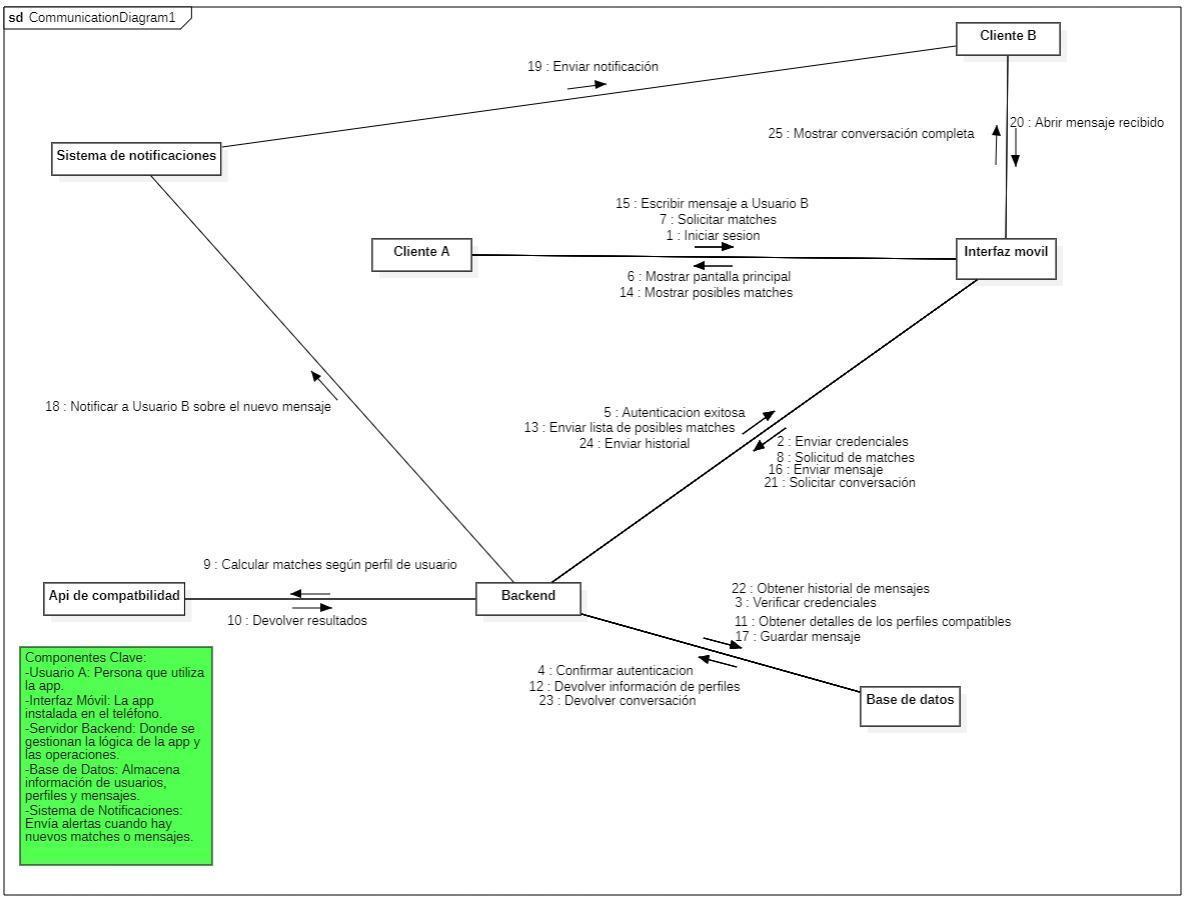 sd CommunicationDiagram1
Cliente B
19 : Enviar notificación
20 : Abrir mensaje recibido
25 : Mostrar conversación completa
Sistema de notificaciones
15 : Escribir mensaje a Usuario B
7 : Solicitar matches
1 : Iniciar sesion
Cliente A
Interfaz movil
6 : Mostrar pantalla principal
14 : Mostrar posibles matches
18 : Notificar a Usuario B sobre el nuevo mensaje
5 : Autenticacion exitosa
13 : Enviar lista de posibles matches
24 : Enviar historial
2 : Enviar credenciales
8 : Solicitud de matches
16 : Enviar mensaje
21 : Solicitar conversación
9 : Calcular matches según perfil de usuario
Api de compatbilidad
Backend
10 : Devolver resultados
22 : Obtener historial de mensajes
3 : Verificar credenciales
11 : Obtener detalles de los perfiles compatibles
17 : Guardar mensaje
4 : Confirmar autenticacion
12 : Devolver información de perfiles
23 : Devolver conversación
Base de datos
Componentes Clave:
-Usuario A: Persona que utiliza
la app.
-Interfaz Móvil: La app
instalada en el teléfono.
-Servidor Backend: Donde se
gestionan la lógica de la app y
las operaciones.
-Base de Datos: Almacena
información de usuarios,
perfiles y mensajes.
-Sistema de Notificaciones:
Envía alertas cuando hay
nuevos matches o mensajes.